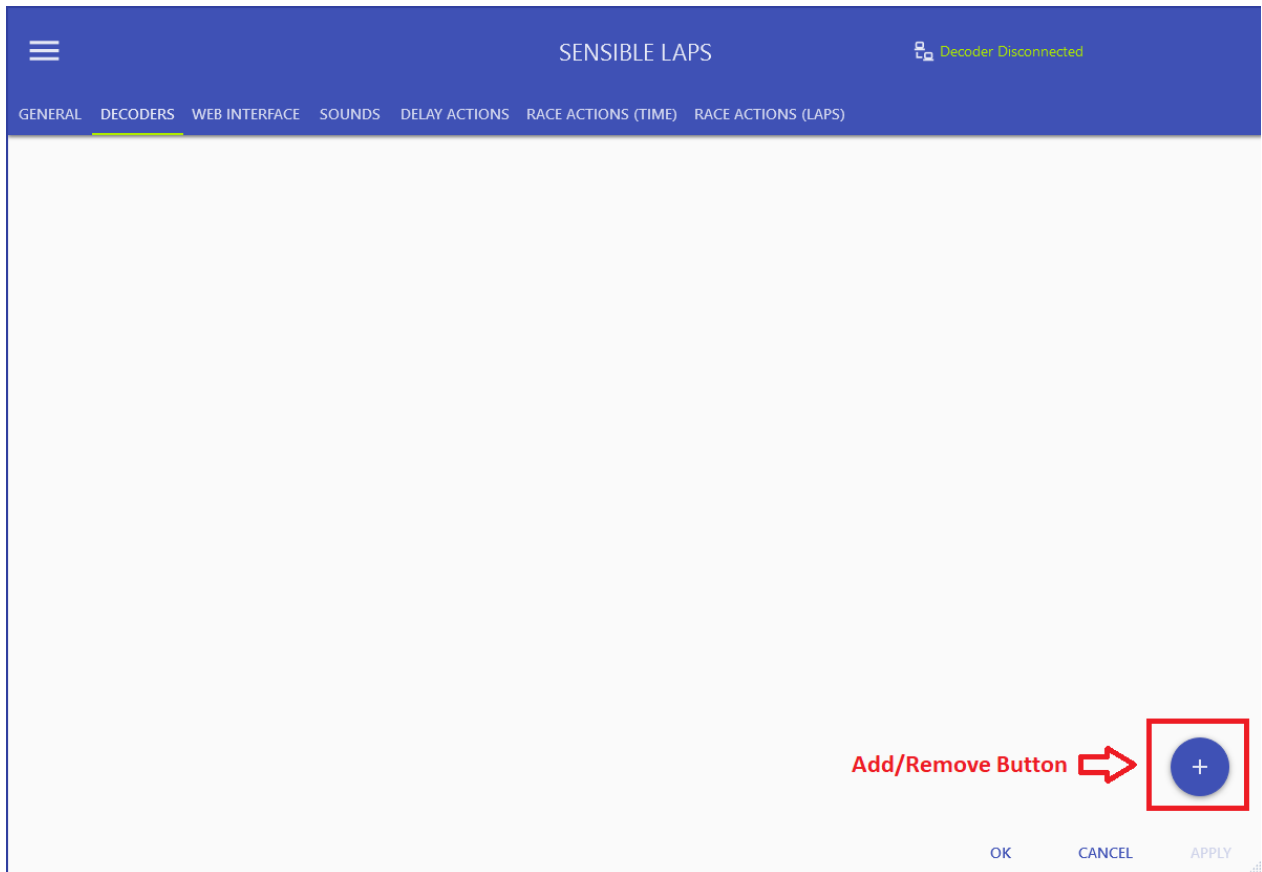 SENSIBLE LAPS
Decoder Disconnected
GENERAL DECODERS WEB INTERFACE SOUNDS DELAY ACTIONS RACE ACTIONS (TIME) RACE ACTIONS (LAPS)
Add/Remove Button
+
OK CANCEL APPLY